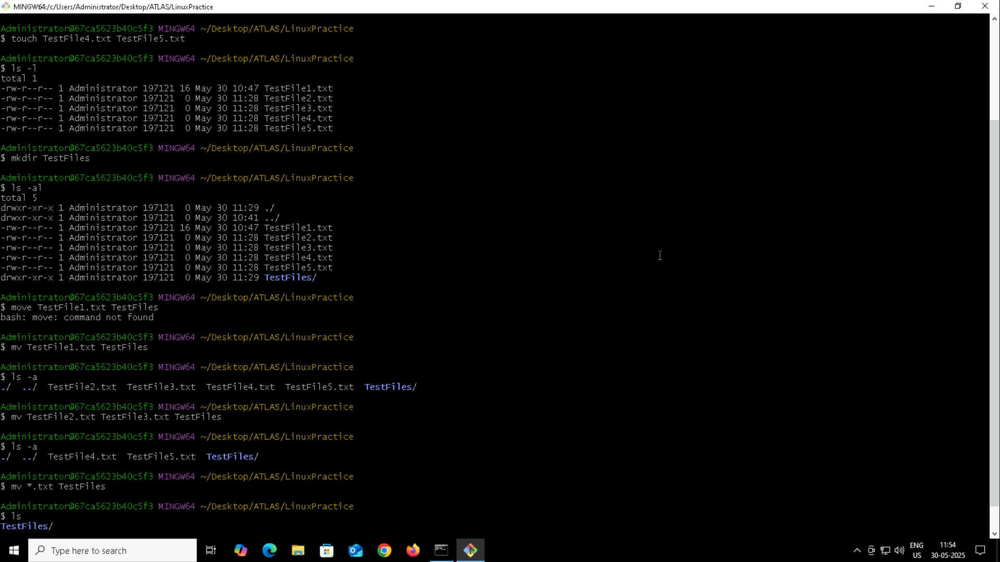 MINGW64:/c/Users/Administrator/Desktop/ATLAS/LinuxPractice
Administrator@67ca5623b40c5f3 MINGW64 ~/Desktop/ATLAS/LinuxPractice
$ touch TestFile4.txt TestFile5.txt
Administrator@67ca5623b40c5f3 MINGW64 ~/Desktop/ATLAS/LinuxPractice
$ ls -l
total 1
-rw-r--r-- 1 Administrator 197121 16 May 30 10:47 TestFile1.txt
-rw-r--r-- 1 Administrator 197121  0 May 30 11:28 TestFile2.txt
-rw-r--r-- 1 Administrator 197121  0 May 30 11:28 TestFile3.txt
-rw-r--r-- 1 Administrator 197121  0 May 30 11:28 TestFile4.txt
-rw-r--r-- 1 Administrator 197121  0 May 30 11:28 TestFile5.txt
Administrator@67ca5623b40c5f3 MINGW64 ~/Desktop/ATLAS/LinuxPractice
$ mkdir TestFiles
Administrator@67ca5623b40c5f3 MINGW64 ~/Desktop/ATLAS/LinuxPractice
$ ls -al
total 5
drwxr-xr-x 1 Administrator 197121  0 May 30 11:29 ./
drwxr-xr-x 1 Administrator 197121  0 May 30 10:41 ../
-rw-r--r-- 1 Administrator 197121 16 May 30 10:47 TestFile1.txt
-rw-r--r-- 1 Administrator 197121  0 May 30 11:28 TestFile2.txt
-rw-r--r-- 1 Administrator 197121  0 May 30 11:28 TestFile3.txt
-rw-r--r-- 1 Administrator 197121  0 May 30 11:28 TestFile4.txt
-rw-r--r-- 1 Administrator 197121  0 May 30 11:28 TestFile5.txt
drwxr-xr-x 1 Administrator 197121  0 May 30 11:29 TestFiles/
Administrator@67ca5623b40c5f3 MINGW64 ~/Desktop/ATLAS/LinuxPractice
$ move TestFile1.txt TestFiles
bash: move: command not found
Administrator@67ca5623b40c5f3 MINGW64 ~/Desktop/ATLAS/LinuxPractice
$ mv TestFile1.txt TestFiles
Administrator@67ca5623b40c5f3 MINGW64 ~/Desktop/ATLAS/LinuxPractice
$ ls -a
./  ../  TestFile2.txt  TestFile3.txt  TestFile4.txt  TestFile5.txt  TestFiles/
Administrator@67ca5623b40c5f3 MINGW64 ~/Desktop/ATLAS/LinuxPractice
$ mv TestFile2.txt TestFile3.txt TestFiles
Administrator@67ca5623b40c5f3 MINGW64 ~/Desktop/ATLAS/LinuxPractice
$ ls -a
./  ../  TestFile4.txt  TestFile5.txt  TestFiles/
Administrator@67ca5623b40c5f3 MINGW64 ~/Desktop/ATLAS/LinuxPractice
$ mv *.txt TestFiles
Administrator@67ca5623b40c5f3 MINGW64 ~/Desktop/ATLAS/LinuxPractice
$ ls
TestFiles/
Type here to search
ENG
US
11:54
30-05-2025